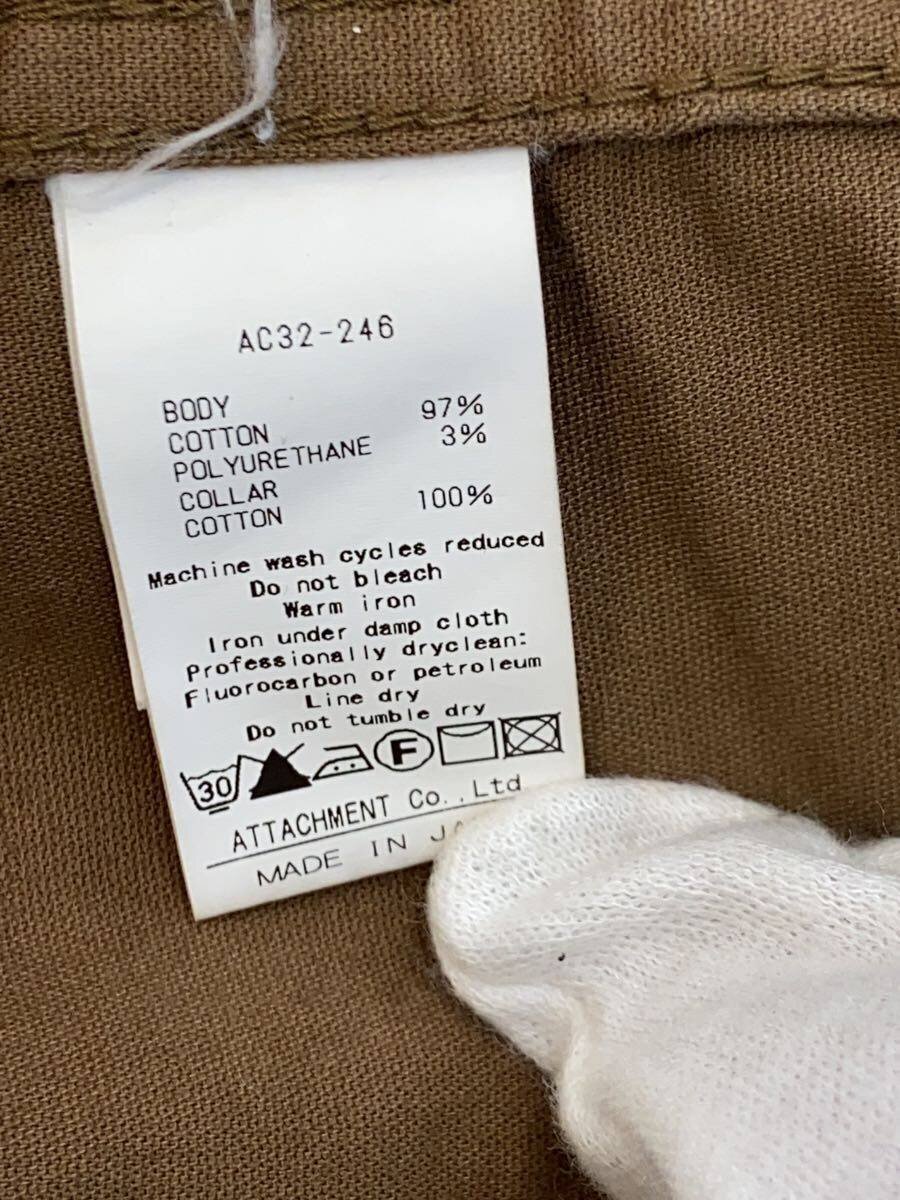 AC32-246
BODY
COTTON 97%
POLYURETHANE 3%
COLLAR
COTTON 100%
Machine wash cycles reduced
Do not bleach
Warm iron
Iron under damp cloth
Professionally dryclean:
Fluorocarbon or petroleum
Line dry
Do not tumble dry
30 F
ATTACHMENT Co.,Ltd
MADE IN